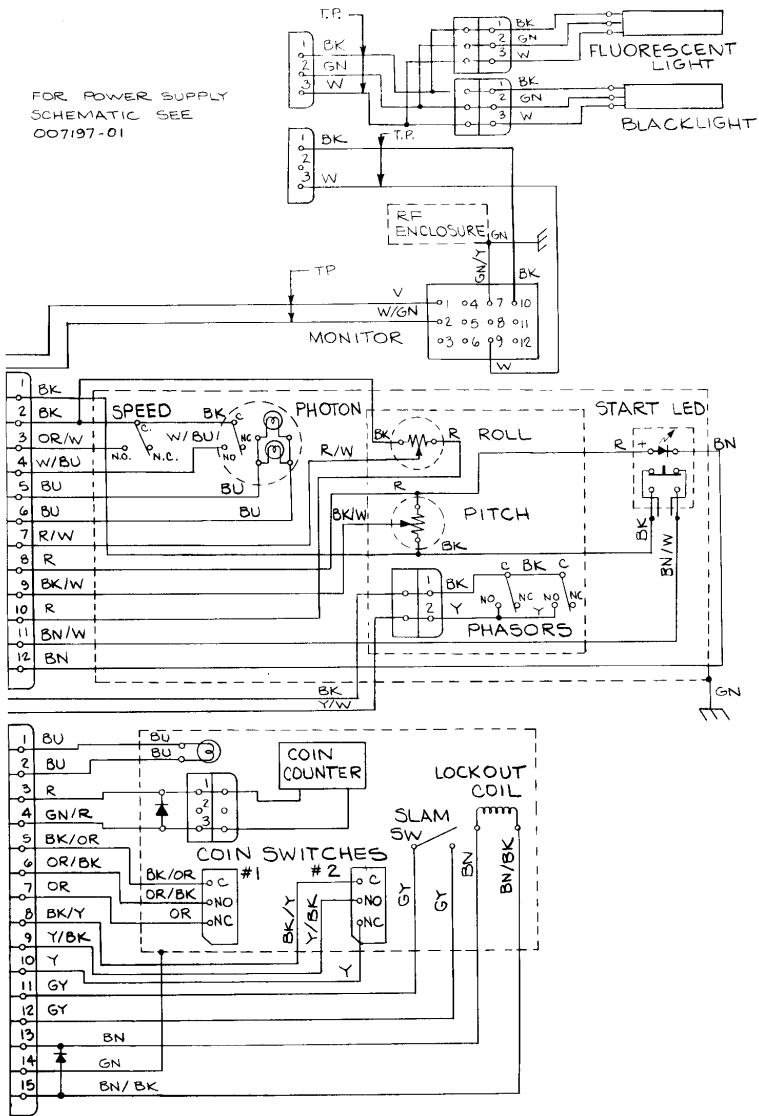 T.P.
1 BK
2 GN
3 W
1 BK
2 GN
3 W
FLUORESCENT
LIGHT
1 BK
2 GN
3 W
BLACKLIGHT
FOR POWER SUPPLY
SCHEMATIC SEE
007197-01
1 BK
2
3 W
T.P.
RF
ENCLOSURE
GN
GN/Y
BK
TP
V
W/GN
MONITOR
1 4 7 10
2 5 8 11
3 6 9 12
W
1 BK
2 BK
3 OR/W
4 W/BU
5 BU
6 BU
7 R/W
8 R
9 BK/W
10 R
11 BN/W
12 BN
SPEED
C.
N.O.
N.C.
BK
C
W/BU
NO
NC
PHOTON
BU
BU
BK
R
ROLL
R/W
R
BK/W
PITCH
BK
START LED
R
+
BN
BK
BN/W
1 BK
2 Y
C BK C
NO NC Y NO NC
PHASORS
BK
Y/W
GN
1 BU
2 BU
3 R
4 GN/R
5 BK/OR
6 OR/BK
7 OR
8 BK/Y
9 Y/BK
10 Y
11 GY
12 GY
13 BN
14 GN
15 BN/BK
BU
BU
1
2
3
COIN
COUNTER
LOCKOUT
COIL
SLAM
SW
COIN SWITCHES
#1
#2
BK/OR
OR/BK
OR
C
NO
NC
BK/Y
Y/BK
Y
C
NO
NC
GY
GY
BN
BN/BK